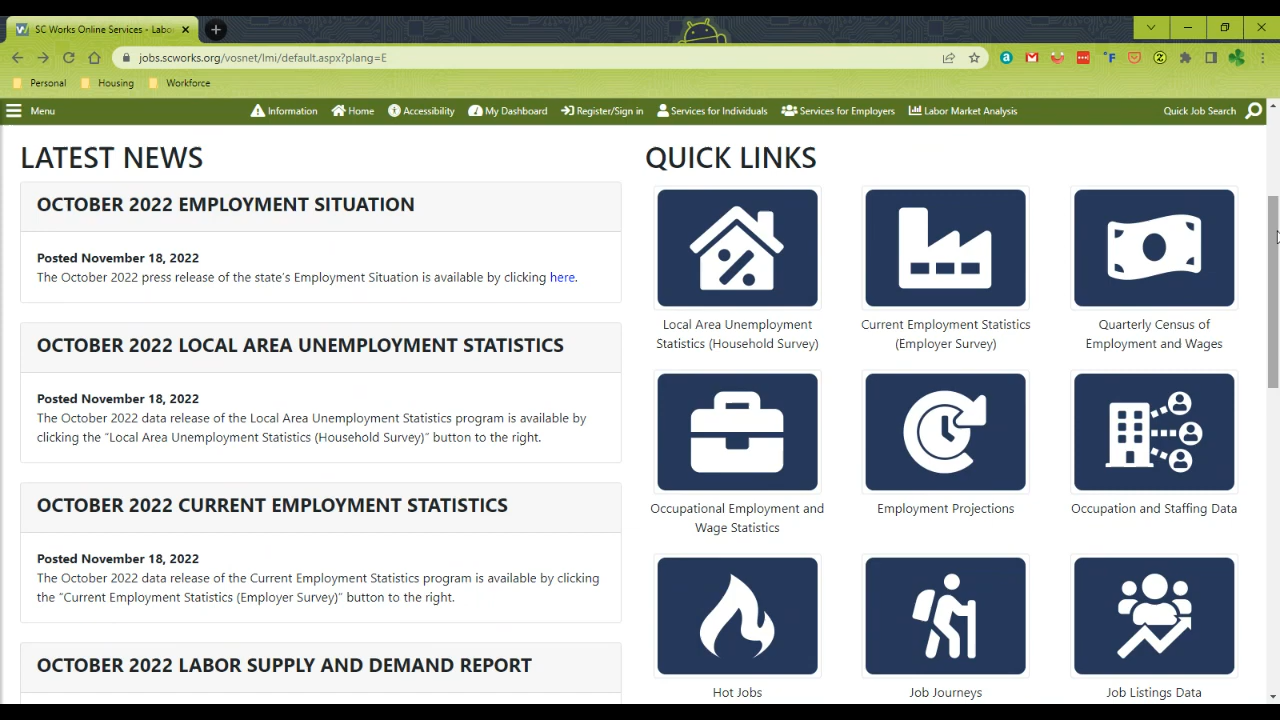 SC Works Online Services - Labo
jobs.scworks.org/vosnet/lmi/default.aspx?plang=E
Personal
Housing
Workforce
Menu
Information
Home
Accessibility
My Dashboard
Register/Sign in
Services for Individuals
Services for Employers
Labor Market Analysis
Quick Job Search
LATEST NEWS
OCTOBER 2022 EMPLOYMENT SITUATION
Posted November 18, 2022
The October 2022 press release of the state's Employment Situation is available by clicking here.
OCTOBER 2022 LOCAL AREA UNEMPLOYMENT STATISTICS
Posted November 18, 2022
The October 2022 data release of the Local Area Unemployment Statistics program is available by
clicking the "Local Area Unemployment Statistics (Household Survey)" button to the right.
OCTOBER 2022 CURRENT EMPLOYMENT STATISTICS
Posted November 18, 2022
The October 2022 data release of the Current Employment Statistics program is available by clicking
the "Current Employment Statistics (Employer Survey)" button to the right.
OCTOBER 2022 LABOR SUPPLY AND DEMAND REPORT
QUICK LINKS
Local Area Unemployment
Statistics (Household Survey)
Current Employment Statistics
(Employer Survey)
Quarterly Census of
Employment and Wages
Occupational Employment and
Wage Statistics
Employment Projections
Occupation and Staffing Data
Hot Jobs
Job Journeys
Job Listings Data